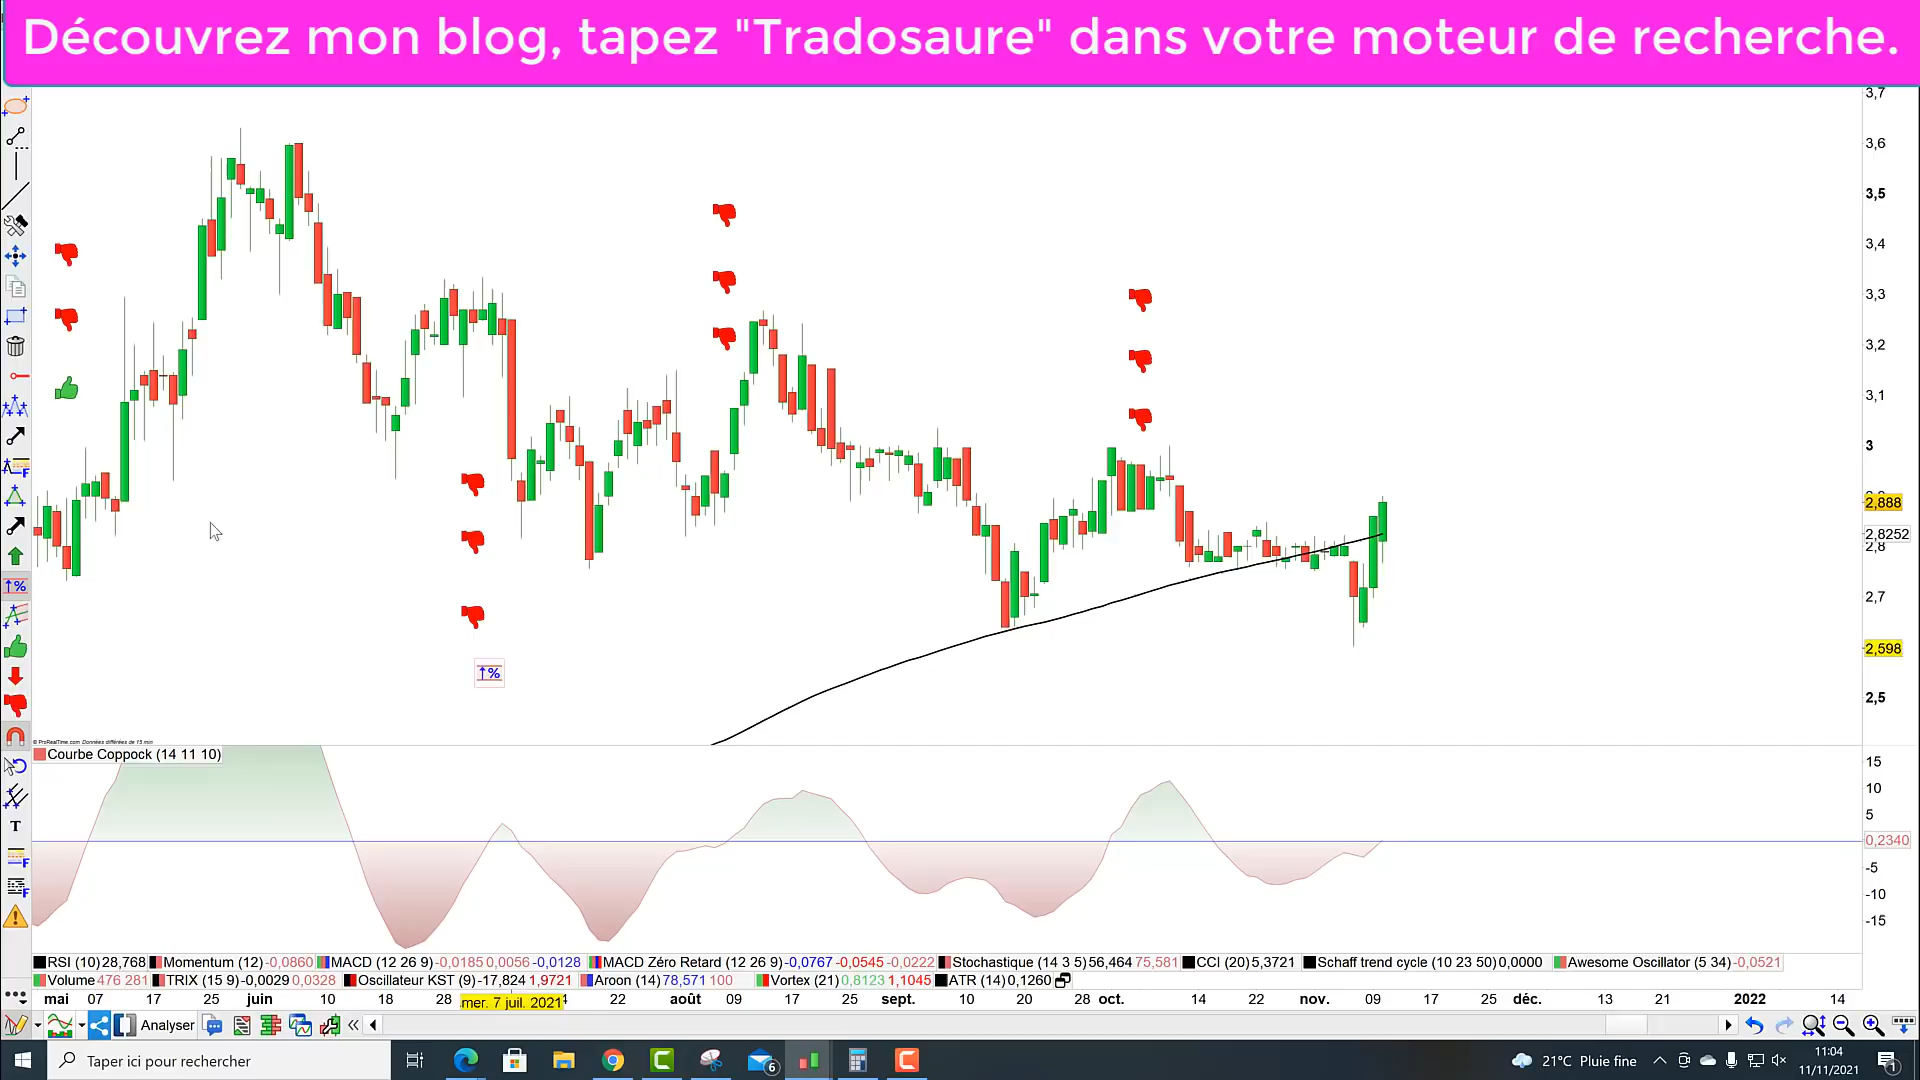 Découvrez mon blog, tapez "Tradosaure" dans votre moteur de recherche.
3,7
3,6
3,5
3,4
3,3
3,2
3,1
3
2,888
2,8252
2,8
2,7
2,598
2,5
↑%
↑%
F
T
F
F
© ProRealTime.com Données différées de 15 min
Courbe Coppock (14 11 10)
15
10
5
0,2340
-5
-10
-15
RSI (10) 28,768 Momentum (12) -0,0860 MACD (12 26 9) -0,0185 0,0056 -0,0128 MACD Zéro Retard (12 26 9) -0,0767 -0,0545 -0,0222 Stochastique (14 3 5) 56,464 75,581 CCI (20) 5,3721 Schaff trend cycle (10 23 50) 0,0000 Awesome Oscillator (5 34) -0,0521
Volume 476 281 TRIX (15 9) -0,0029 0,0328 Oscillateur KST (9) -17,824 1,9721 Aroon (14) 78,571 100 Vortex (21) 0,8123 1,1045 ATR (14) 0,1260
mai 07 17 25 juin 10 18 28 mer. 7 juil. 2021 22 août 09 17 25 sept. 10 20 28 oct. 14 22 nov. 09 17 25 déc. 13 21 2022 14
Analyser
Taper ici pour rechercher
6
21°C Pluie fine
11:04
11/11/2021
1